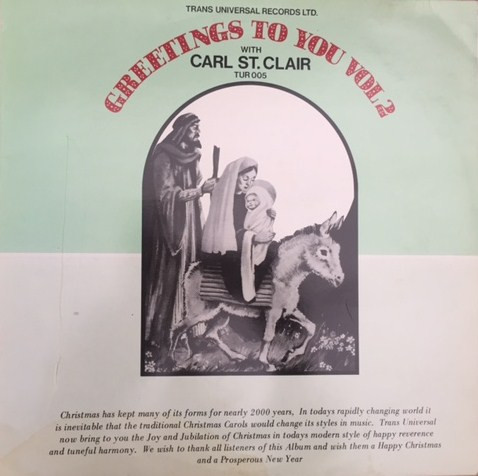 TRANS UNIVERSAL RECORDS LTD.
GREETINGS TO YOU VOL2
WITH
CARL ST. CLAIR
TUR 005
Christmas has kept many of its forms for nearly 2000 years, In todays rapidly changing world it
is inevitable that the traditional Christmas Carols would change its styles in music. Trans Universal
now bring to you the Joy and Jubilation of Christmas in todays modern style of happy reverence
and tuneful harmony. We wish to thank all listeners of this Album and wish them a Happy Christmas
and a Prosperous New Year